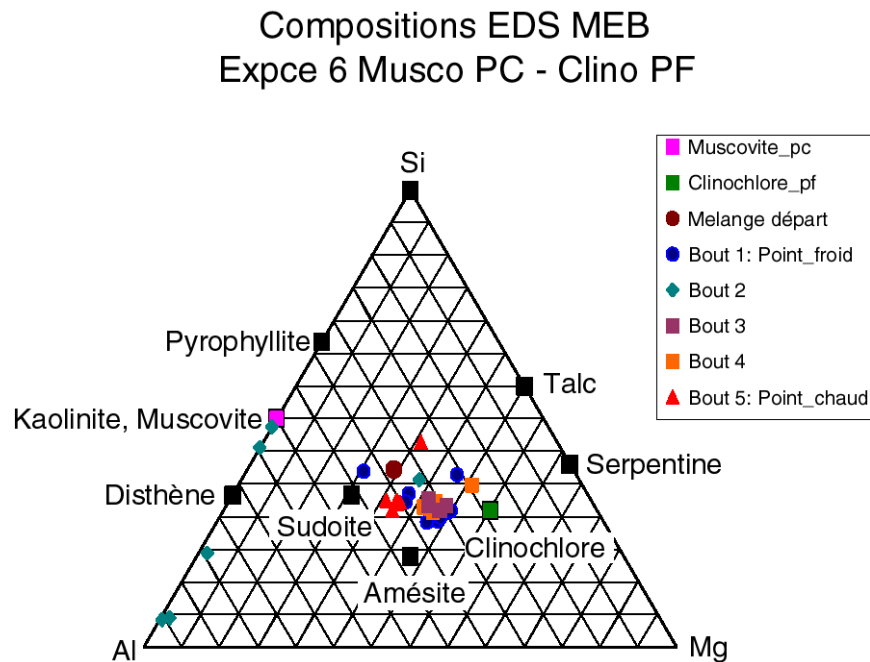 Compositions EDS MEB
Expce 6 Musco PC - Clino PF
Si
Muscovite_pc
Clinochlore_pf
Melange départ
Bout 1: Point_froid
Bout 2
Bout 3
Bout 4
Bout 5: Point_chaud
Pyrophyllite
Talc
Kaolinite, Muscovite
Serpentine
Disthène
Sudoite
Clinochlore
Amésite
Al
Mg